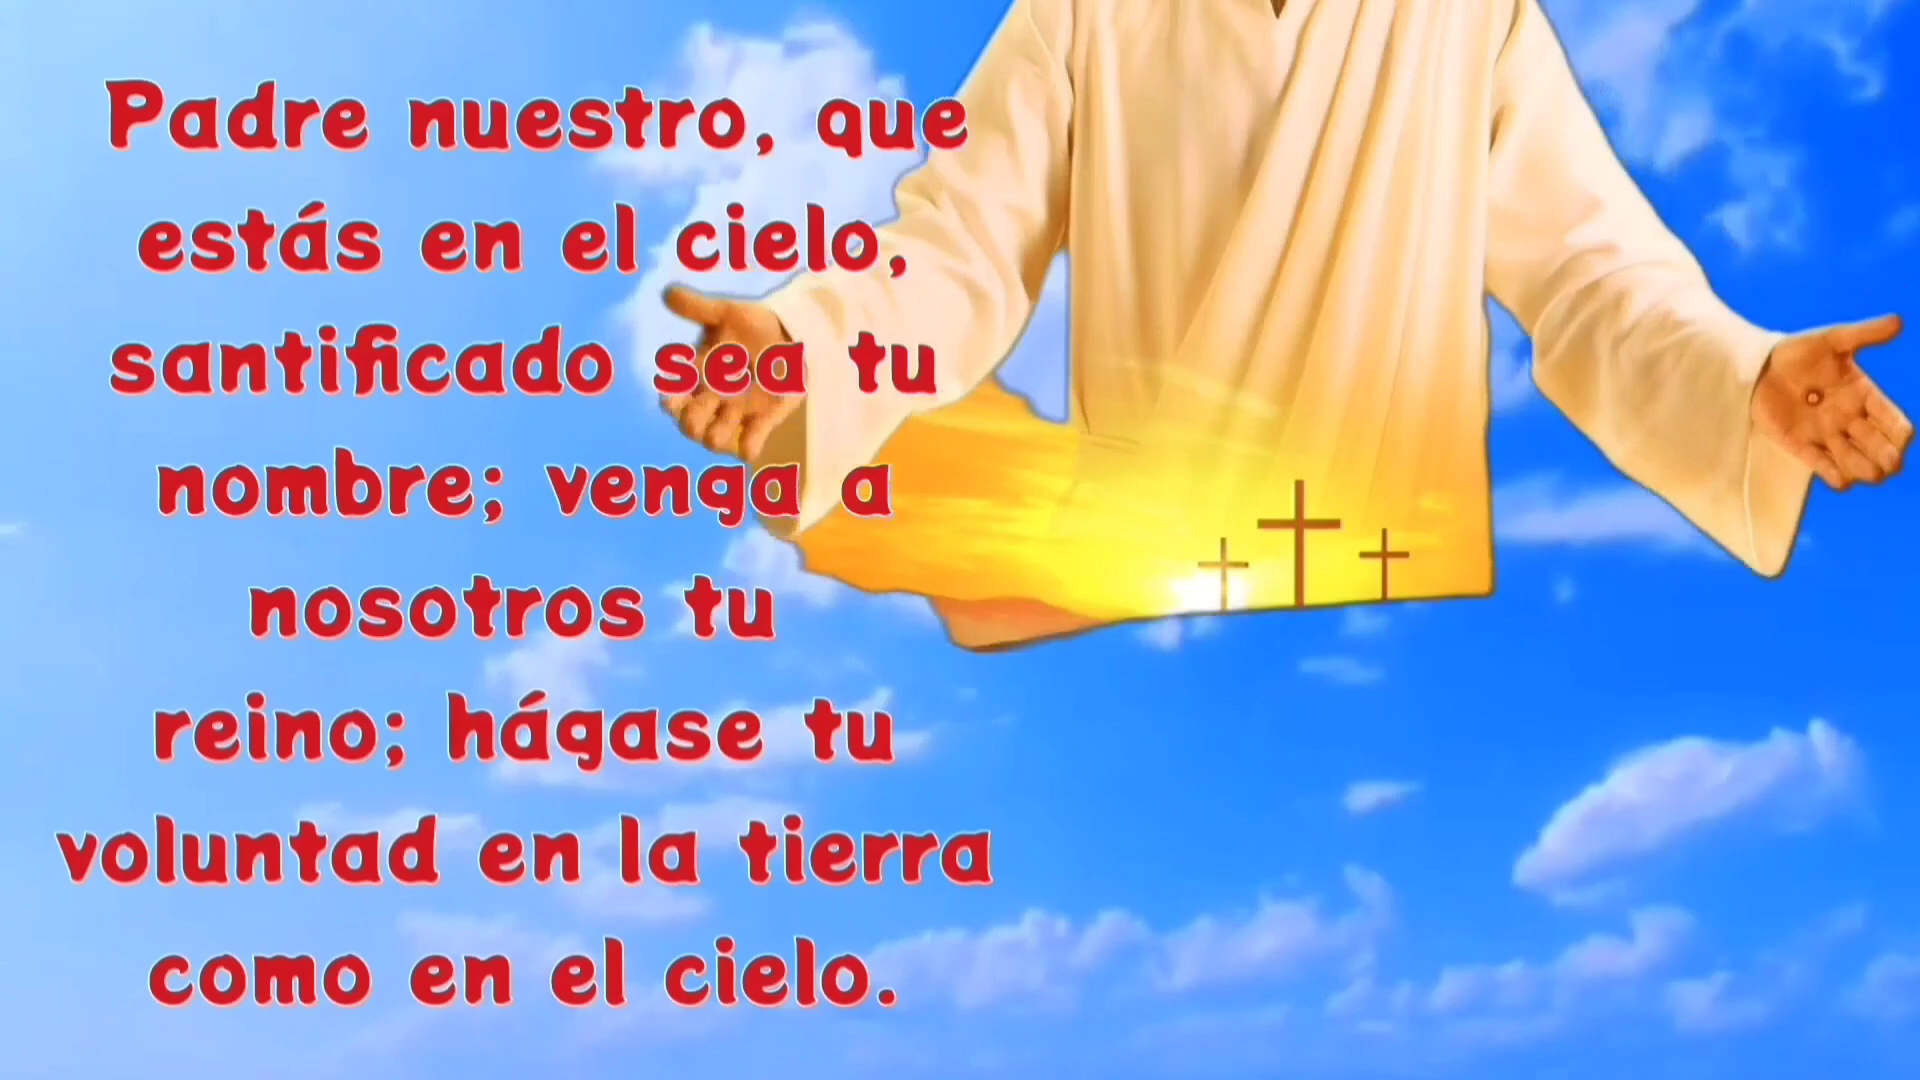 Padre nuestro, que
estás en el cielo,
santificado sea tu
nombre; venga a
nosotros tu
reino; hágase tu
voluntad en la tierra
como en el cielo.